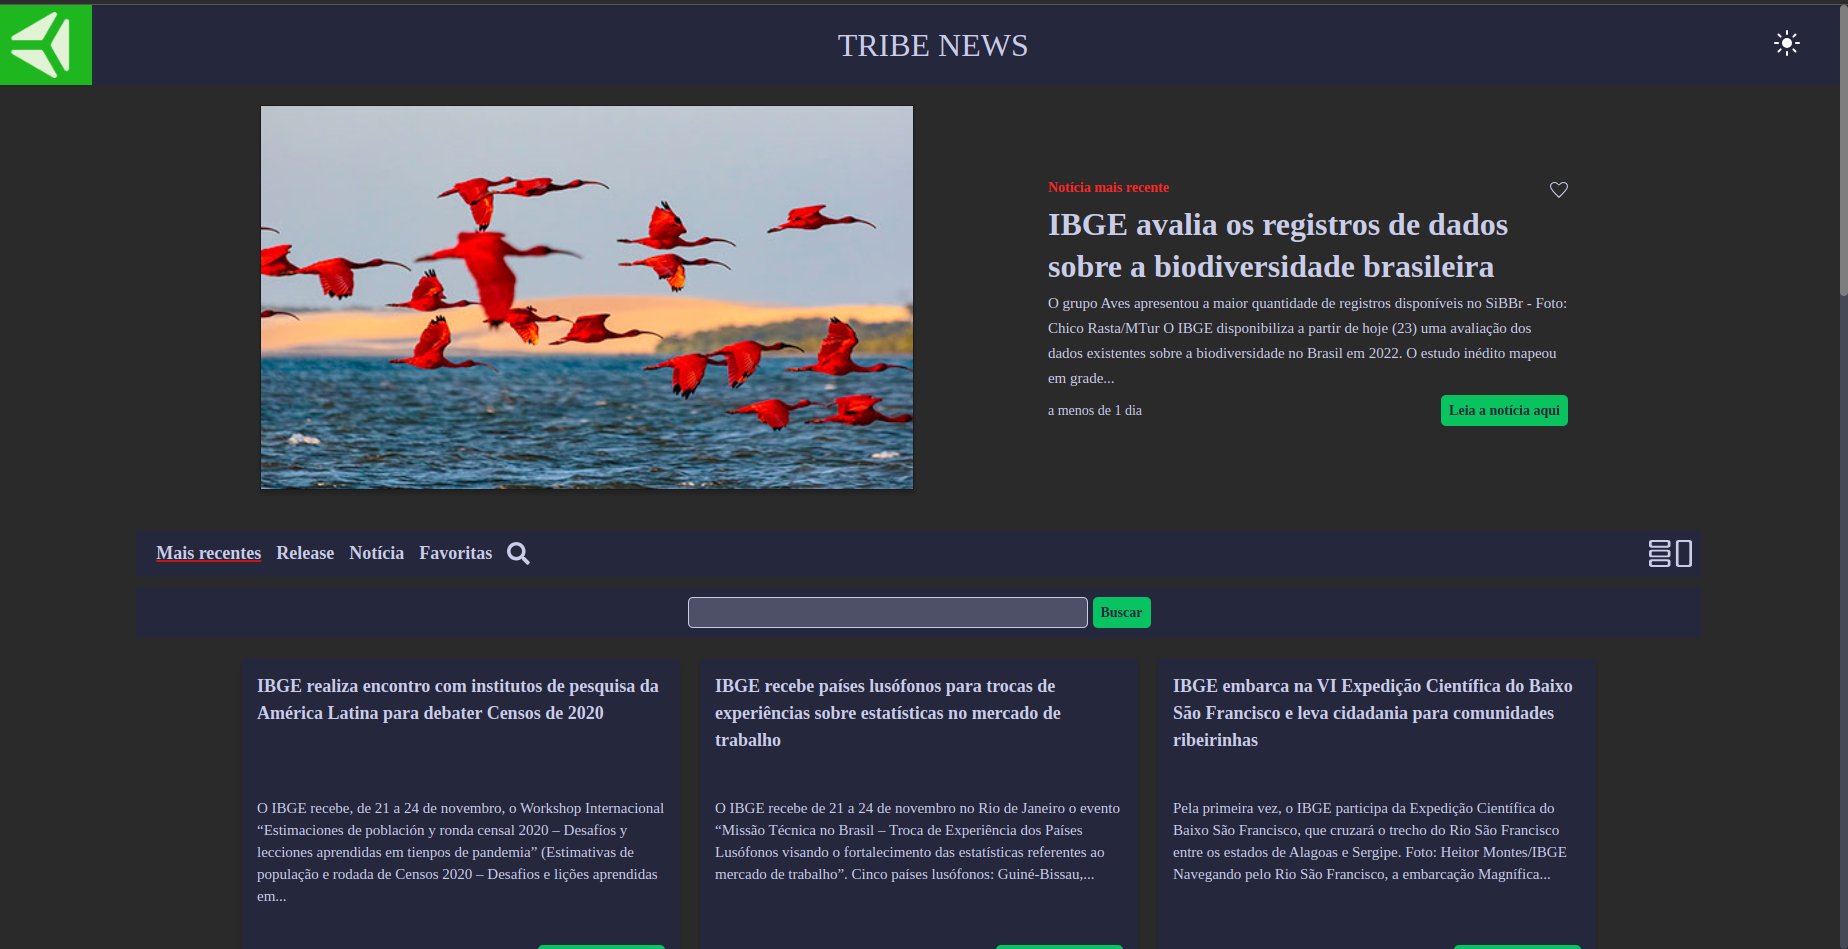 TRIBE NEWS
Notícia mais recente
IBGE avalia os registros de dados
sobre a biodiversidade brasileira
O grupo Aves apresentou a maior quantidade de registros disponíveis no SiBBr - Foto:
Chico Rasta/MTur O IBGE disponibiliza a partir de hoje (23) uma avaliação dos
dados existentes sobre a biodiversidade no Brasil em 2022. O estudo inédito mapeou
em grade...
a menos de 1 dia
Leia a notícia aqui
Mais recentes Release Notícia Favoritas
Buscar
IBGE realiza encontro com institutos de pesquisa da
América Latina para debater Censos de 2020
O IBGE recebe, de 21 a 24 de novembro, o Workshop Internacional
“Estimaciones de población y ronda censal 2020 – Desafíos y
lecciones aprendidas em tienpos de pandemia” (Estimativas de
população e rodada de Censos 2020 – Desafios e lições aprendidas
em...
IBGE recebe países lusófonos para trocas de
experiências sobre estatísticas no mercado de
trabalho
O IBGE recebe de 21 a 24 de novembro no Rio de Janeiro o evento
“Missão Técnica no Brasil – Troca de Experiência dos Países
Lusófonos visando o fortalecimento das estatísticas referentes ao
mercado de trabalho”. Cinco países lusófonos: Guiné-Bissau,...
IBGE embarca na VI Expedição Científica do Baixo
São Francisco e leva cidadania para comunidades
ribeirinhas
Pela primeira vez, o IBGE participa da Expedição Científica do
Baixo São Francisco, que cruzará o trecho do Rio São Francisco
entre os estados de Alagoas e Sergipe. Foto: Heitor Montes/IBGE
Navegando pelo Rio São Francisco, a embarcação Magnífica...